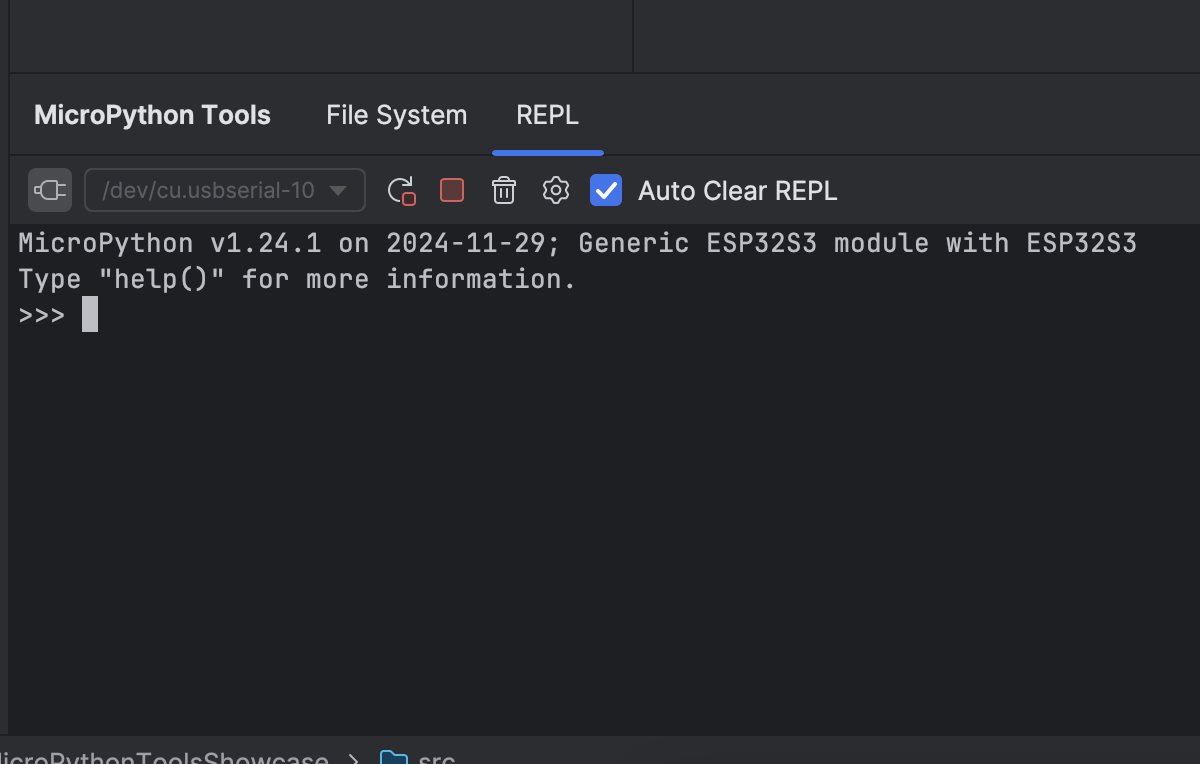 MicroPython Tools File System REPL
/dev/cu.usbserial-10 Auto Clear REPL
MicroPython v1.24.1 on 2024-11-29; Generic ESP32S3 module with ESP32S3
Type "help()" for more information.
>>>
icroPythonToolsShowcase > src